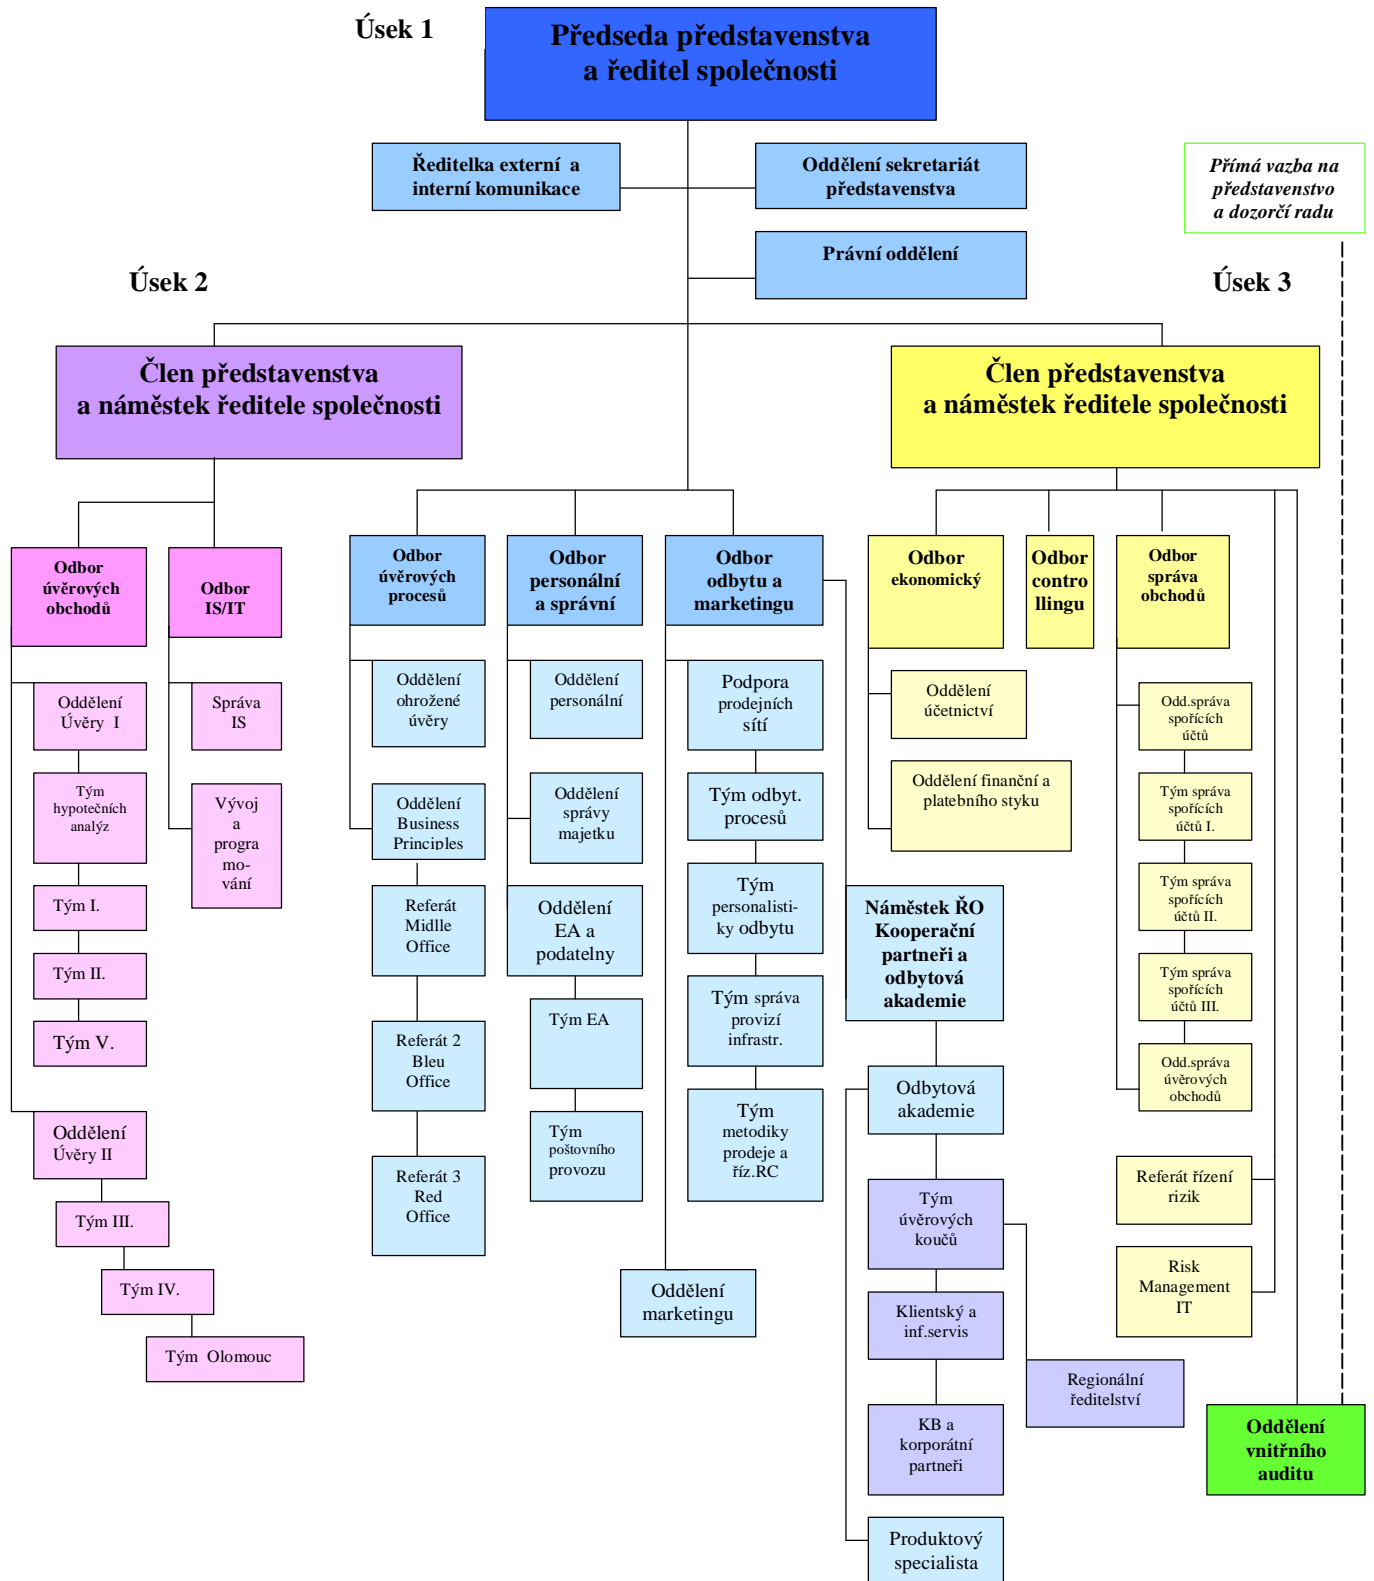 Úsek 1
Předseda představenstva
a ředitel společnosti
Ředitelka externí a
interní komunikace
Oddělení sekretariát
představenstva
Přímá vazba na
představenstvo
a dozorčí radu
Právní oddělení
Úsek 2
Úsek 3
Člen představenstva
a náměstek ředitele společnosti
Člen představenstva
a náměstek ředitele společnosti
Odbor
úvěrových
obchodů
Odbor
IS/IT
Odbor
úvěrových
procesů
Odbor
personální
a správní
Odbor
odbytu a
marketingu
Odbor
ekonomický
Odbor
contro
llingu
Odbor
správa
obchodů
Oddělení
Úvěry I
Tým
hypotečních
analýz
Tým I.
Tým II.
Tým V.
Oddělení
Úvěry II
Tým III.
Tým IV.
Tým Olomouc
Správa
IS
Vývoj
a
progra
mo-
vání
Oddělení
ohrožené
úvěry
Oddělení
Business
Principles
Referát
Midlle
Office
Referát 2
Bleu
Office
Referát 3
Red
Office
Oddělení
personální
Oddělení
správy
majetku
Oddělení
EA a
podatelny
Tým EA
Tým
poštovního
provozu
Podpora
prodejních
sítí
Tým odbyt.
procesů
Tým
personalisti-
ky odbytu
Tým správa
provizí
infrastr.
Tým
metodiky
prodeje a
říz.RC
Oddělení
marketingu
Náměstek ŘO
Kooperační
partneři a
odbytová
akademie
Odbytová
akademie
Tým
úvěrových
koučů
Klientský a
inf.servis
KB a
korporátní
partneři
Regionální
ředitelství
Produktový
specialista
Oddělení
účetnictví
Oddělení finanční a
platebního styku
Odd.správa
spořících
účtů
Tým správa
spořících
účtů I.
Tým správa
spořících
účtů II.
Tým správa
spořících
účtů III.
Odd.správa
úvěrových
obchodů
Referát řízení
rizik
Risk
Management
IT
Oddělení
vnitřního
auditu